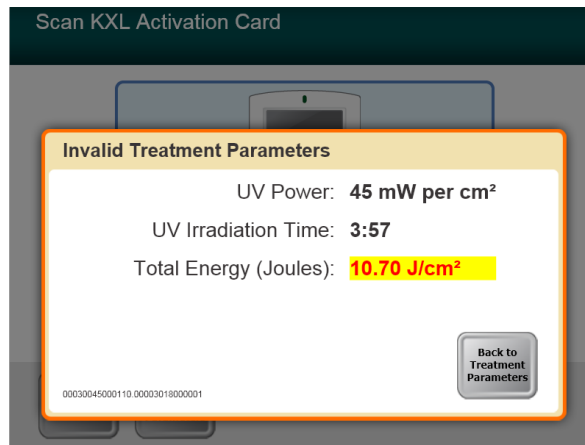 Scan KXL Activation Card
Invalid Treatment Parameters
UV Power: 45 mW per cm²
UV Irradiation Time: 3:57
Total Energy (Joules): 10.70 J/cm²
Back to
Treatment
Parameters
00030045000110.00003018000001